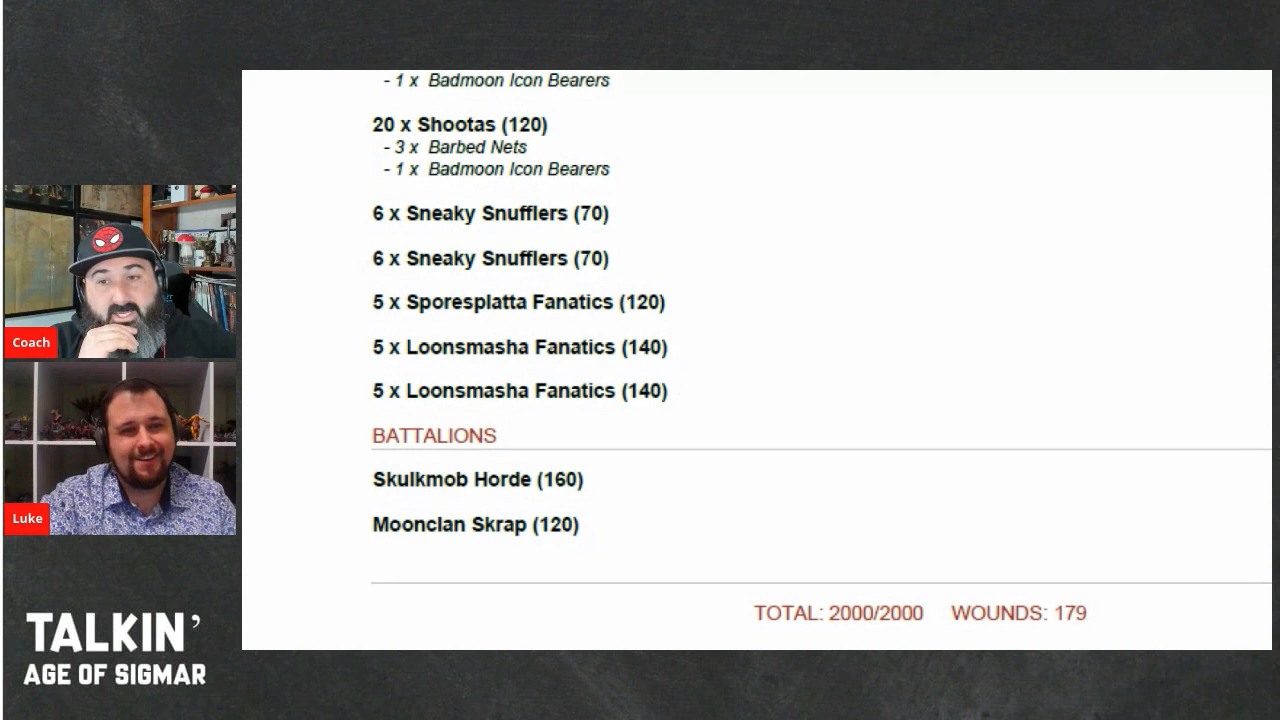 - 1 x Badmoon Icon Bearers
20 x Shootas (120)
- 3 x Barbed Nets
- 1 x Badmoon Icon Bearers
6 x Sneaky Snufflers (70)
6 x Sneaky Snufflers (70)
5 x Sporesplatta Fanatics (120)
5 x Loonsmasha Fanatics (140)
5 x Loonsmasha Fanatics (140)
BATTALIONS
Skulkmob Horde (160)
Moonclan Skrap (120)
TOTAL: 2000/2000 WOUNDS: 179
Coach
Luke
TALKIN’
AGE OF SIGMAR